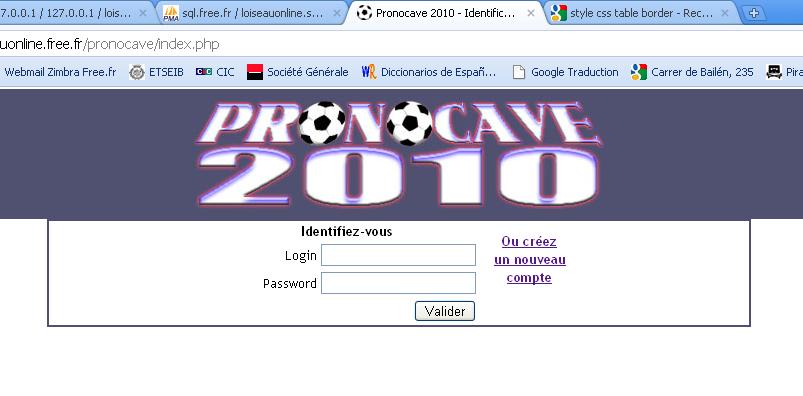 7.0.0.1 / 127.0.0.1 / lois...
sql.free.fr / loiseauonline.s...
Pronocave 2010 - Identific...
style css table border - Rec...
uonline.free.fr/pronocave/index.php
Webmail Zimbra Free.fr
ETSEIB
CIC
Société Générale
Diccionarios de Españ...
Google Traduction
Carrer de Bailén, 235
Pira
PRONOCAVE
2010
Identifiez-vous
Login
Password
Valider
Ou créez
un nouveau
compte